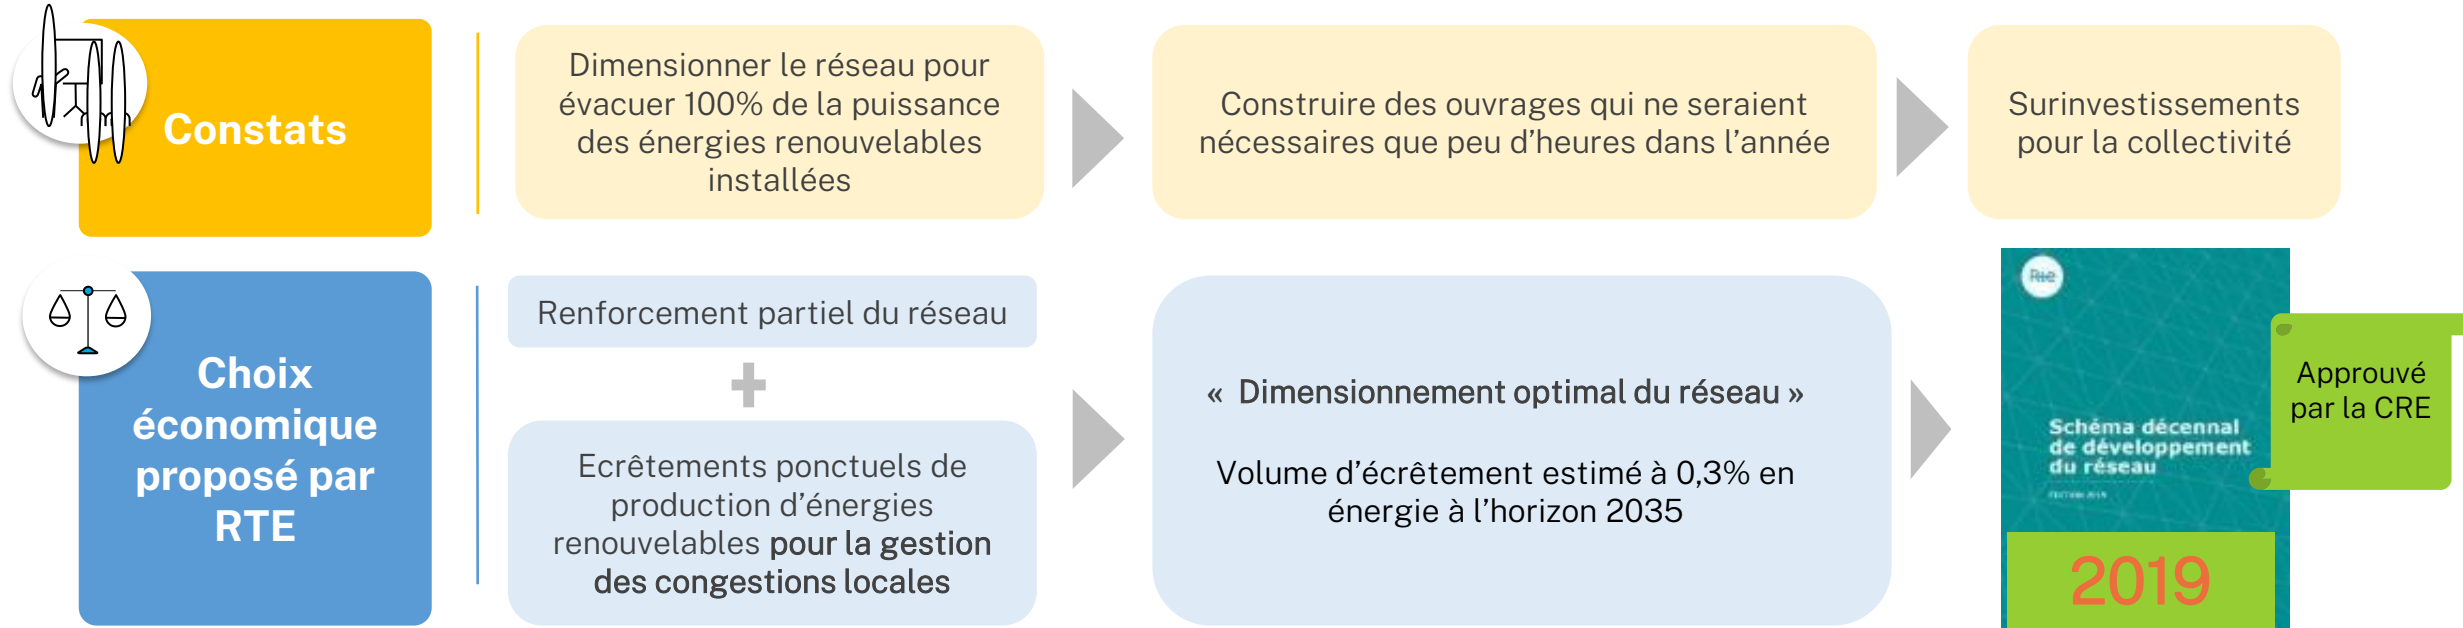 Constats
Dimensionner le réseau pour
évacuer 100% de la puissance
des énergies renouvelables
installées
Construire des ouvrages qui ne seraient
nécessaires que peu d’heures dans l’année
Surinvestissements
pour la collectivité
Choix
économique
proposé par
RTE
Renforcement partiel du réseau
Ecrêtements ponctuels de
production d’énergies
renouvelables pour la gestion
des congestions locales
« Dimensionnement optimal du réseau »
Volume d’écrêtement estimé à 0,3% en
énergie à l’horizon 2035
Rte
Schéma décennal
de développement
du réseau
EDITION 2019
2019
Approuvé
par la CRE